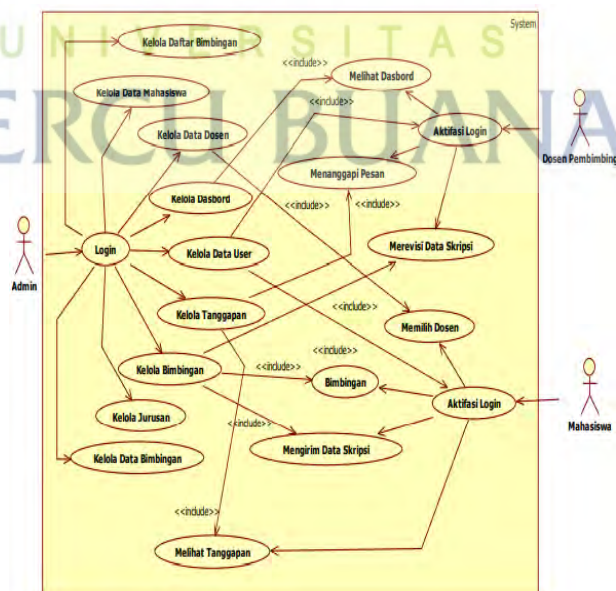 UNIVERSITAS
ERCU BUANA
System
Kelola Daftar Bimbingan
<<include>>
Melihat Dasbord
Kelola Data Mahasiswa
<<include>>
Kelola Data Dosen
Aktifasi Login
Dosen Pembimbing
Menanggapi Pesan
Kelola Dasbord
<<include>>
<<include>>
Login
Kelola Data User
Merevisi Data Skripsi
Admin
Kelola Tanggapan
<<include>>
Memilih Dosen
<<include>>
Kelola Bimbingan
<<include>>
Bimbingan
<<include>>
Aktifasi Login
Mahasiswa
Kelola Jurusan
<<include>>
Kelola Data Bimbingan
Mengirim Data Skripsi
<<include>>
Melihat Tanggapan